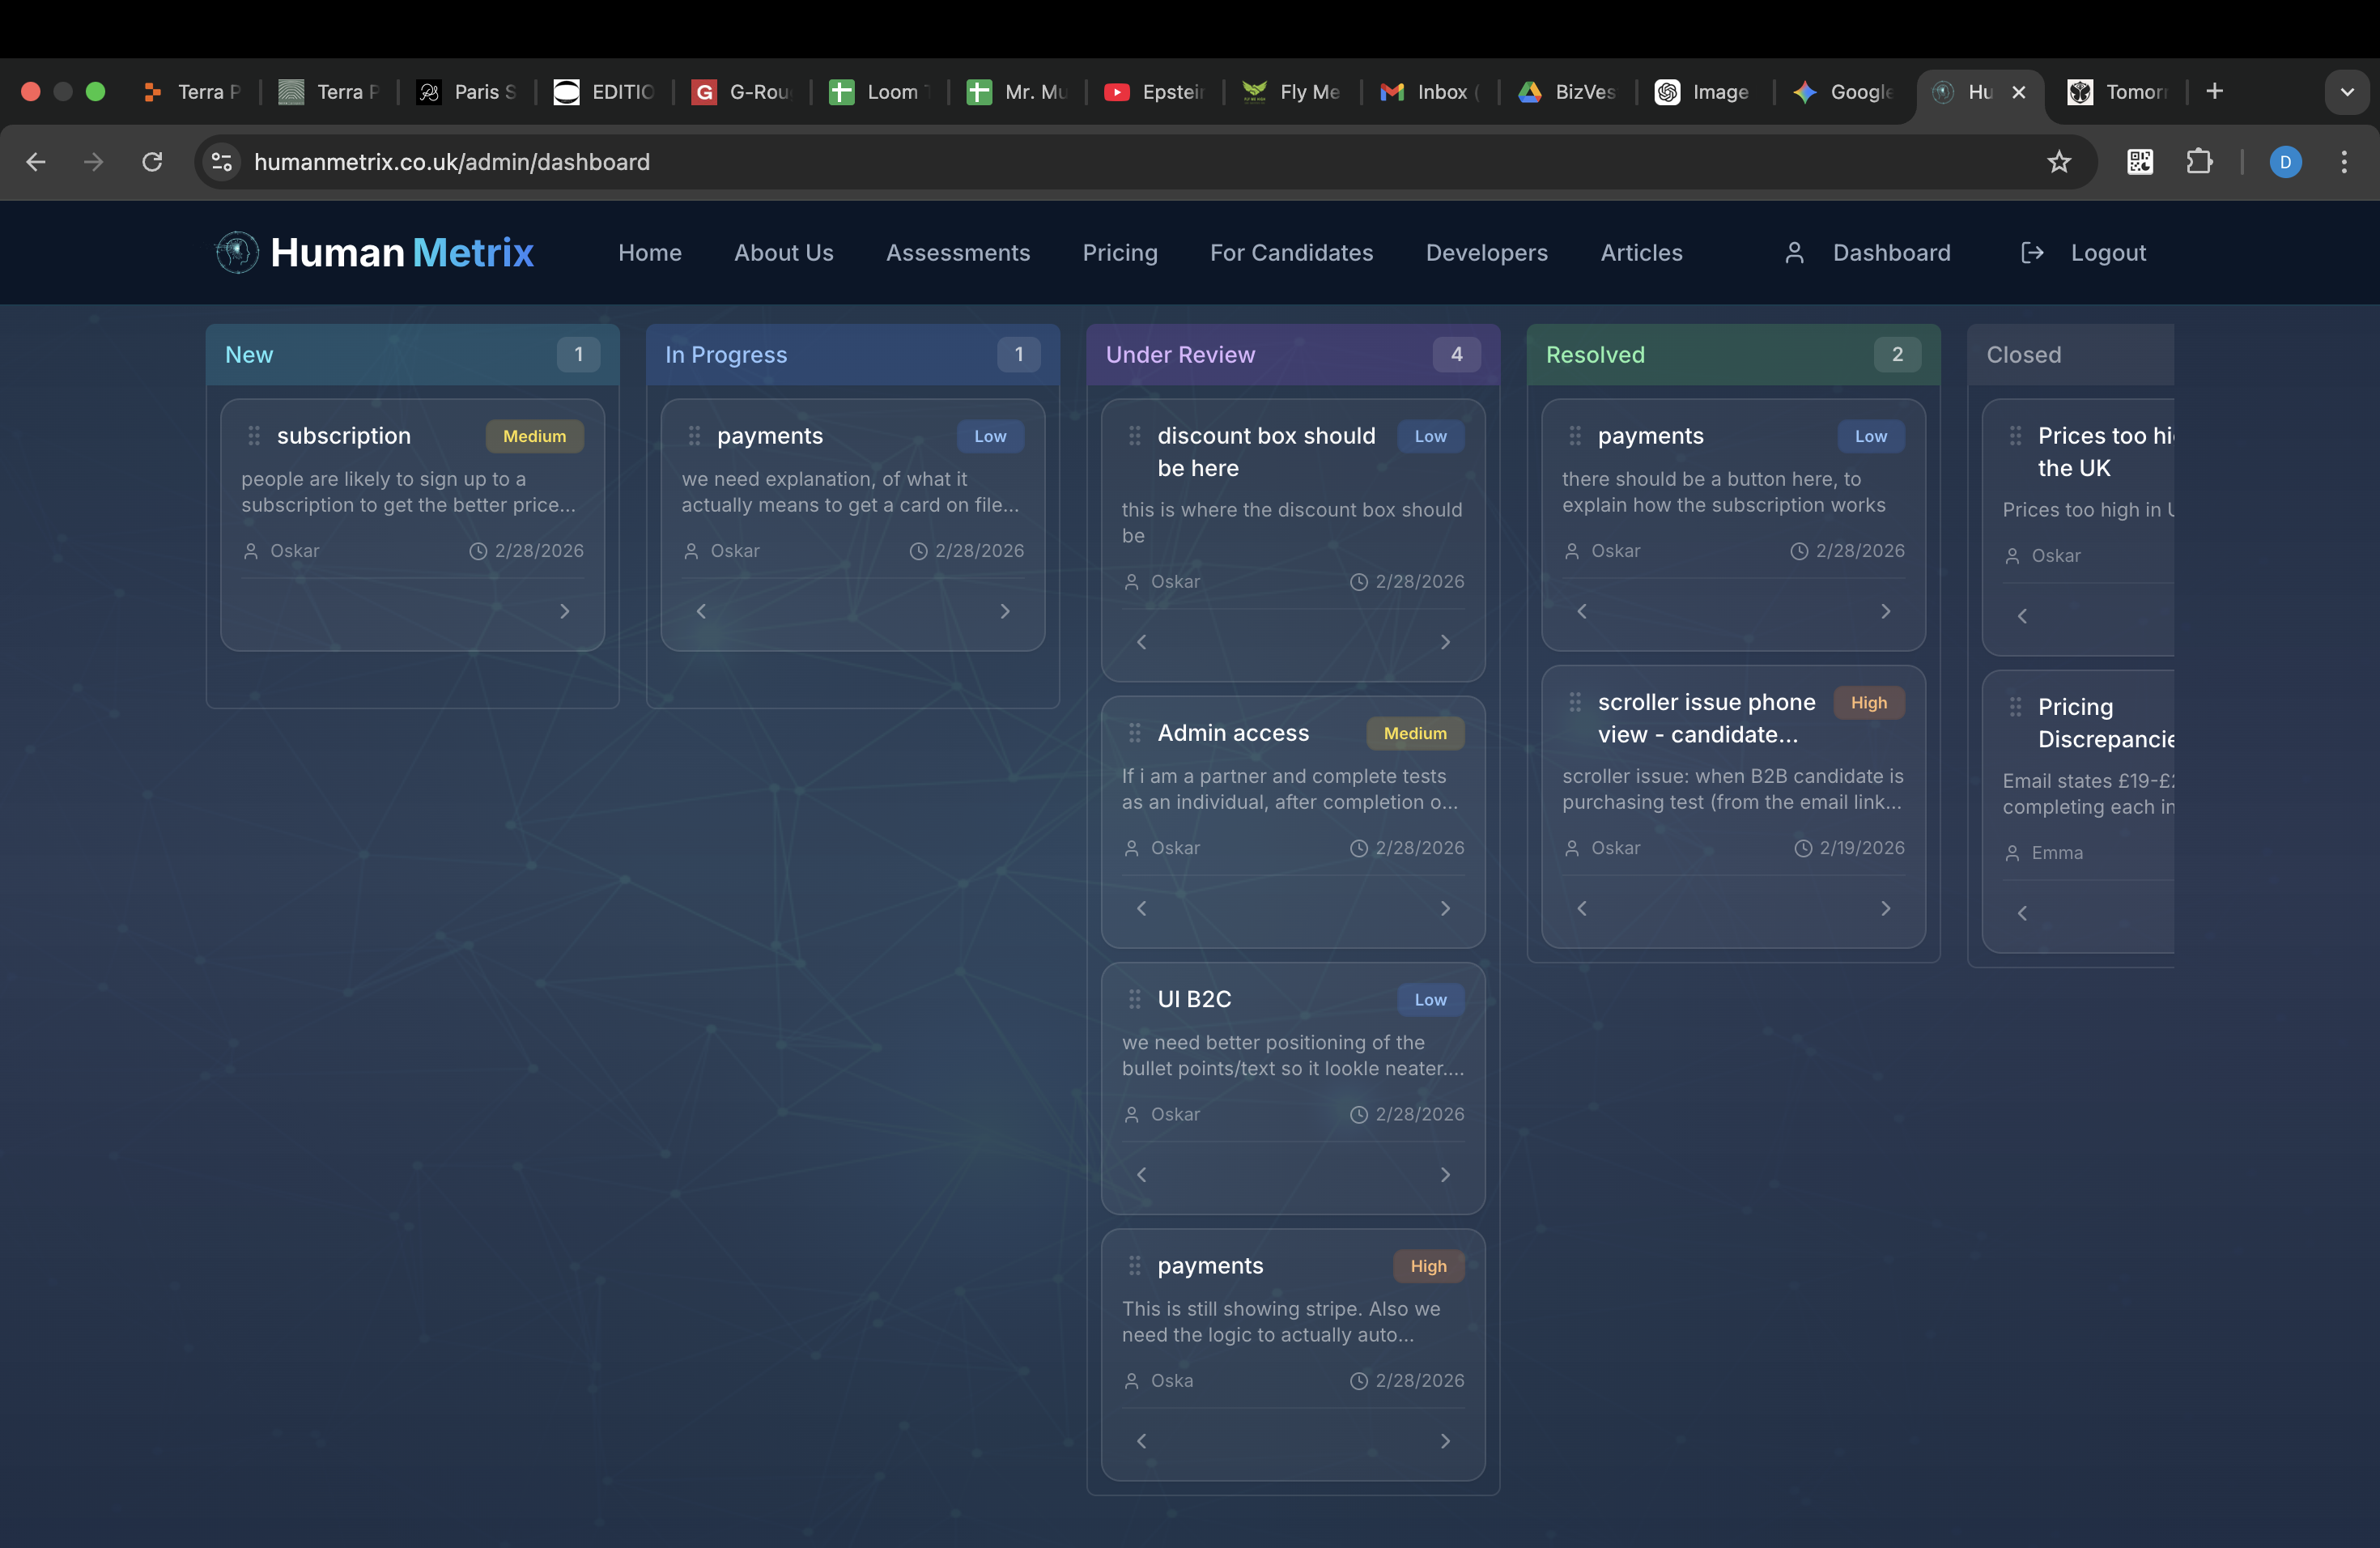 Terra P
Terra P
Paris S
EDITIO
G-Rou
Loom T
Mr. Mu
Epstein
Fly Me
Inbox (
BizVes
Image
Google
Hu
Tomorr
humanmetrix.co.uk/admin/dashboard
D
Human Metrix
Home
About Us
Assessments
Pricing
For Candidates
Developers
Articles
Dashboard
Logout
New
1
subscription
Medium
people are likely to sign up to a
subscription to get the better price...
Oskar
2/28/2026
In Progress
1
payments
Low
we need explanation, of what it
actually means to get a card on file...
Oskar
2/28/2026
Under Review
4
discount box should
be here
Low
this is where the discount box should
be
Oskar
2/28/2026
Admin access
Medium
If i am a partner and complete tests
as an individual, after completion o...
Oskar
2/28/2026
UI B2C
Low
we need better positioning of the
bullet points/text so it lookle neater....
Oskar
2/28/2026
payments
High
This is still showing stripe. Also we
need the logic to actually auto...
Oska
2/28/2026
Resolved
2
payments
Low
there should be a button here, to
explain how the subscription works
Oskar
2/28/2026
scroller issue phone
view - candidate...
High
scroller issue: when B2B candidate is
purchasing test (from the email link...
Oskar
2/19/2026
Closed
Prices too hi
the UK
Prices too high in U
Oskar
Pricing
Discrepancie
Email states £19-£2
completing each in
Emma